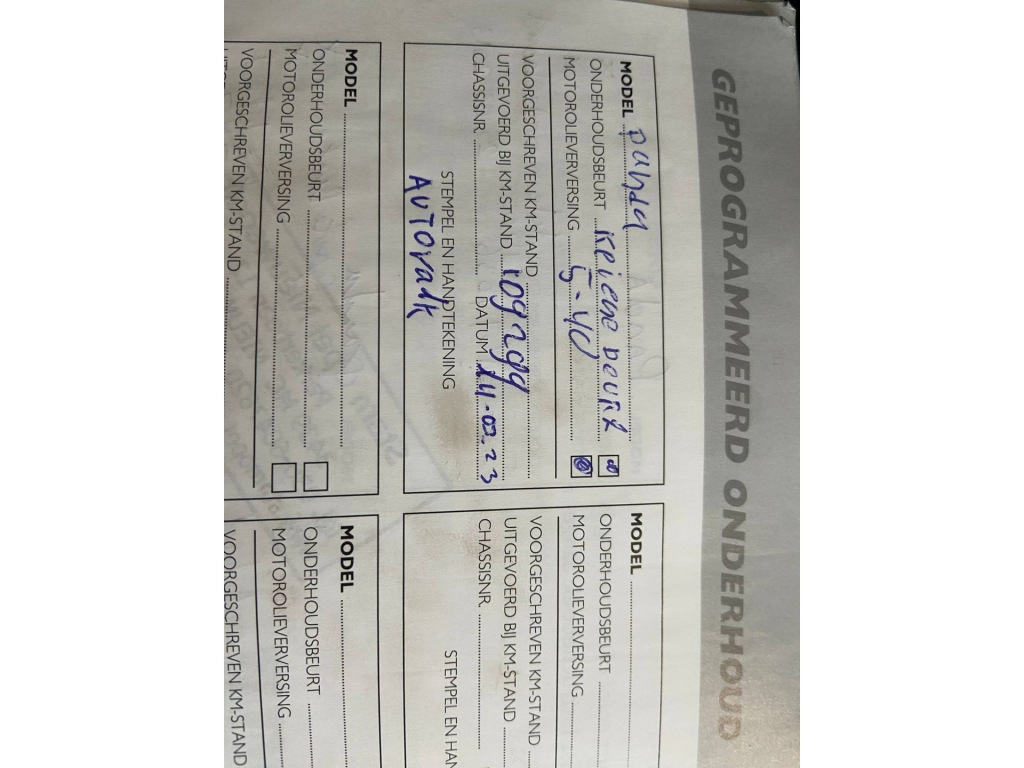 GEPROGRAMMEERD ONDERHOUD
MODEL panda
ONDERHOUDSBEURT kleine beurt
MOTOROLIEVERVERSING 5-40
VOORGESCHREVEN KM-STAND
UITGEVOERD BIJ KM-STAND 109299
CHASSISNR. DATUM 14-02.23
STEMPEL EN HANDTEKENING
AUTOvalk
MODEL
ONDERHOUDSBEURT
MOTOROLIEVERVERSING
VOORGESCHREVEN KM-STAND
UITGEVOERD BIJ KM-STAND
CHASSISNR.
STEMPEL EN HAN
MODEL
ONDERHOUDSBEURT
MOTOROLIEVERVERSING
VOORGESCHREVEN KM-STAND
MODEL
ONDERHOUDSBEURT
MOTOROLIEVERVERSING
VOORGESCHREVEN KM-STAND